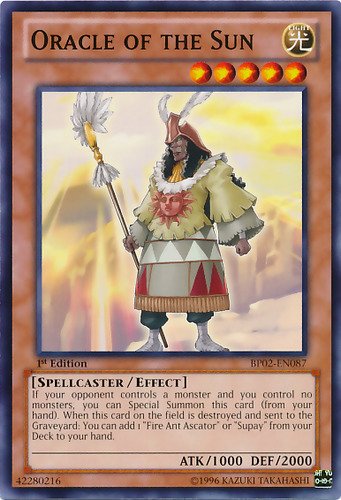 ORACLE OF THE SUN
LIGHT
光
1st Edition
BP02-EN087
[SPELLCASTER / EFFECT]
If your opponent controls a monster and you control no
monsters, you can Special Summon this card (from your
hand). When this card on the field is destroyed and sent to the
Graveyard: You can add 1 "Fire Ant Ascator" or "Supay" from your
Deck to your hand.
ATK/1000 DEF/2000
42280216
©1996 KAZUKI TAKAHASHI